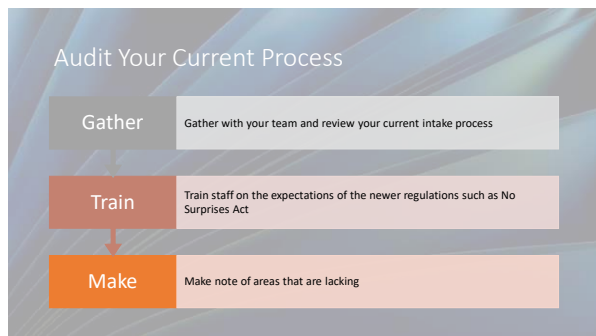 Audit Your Current Process
Gather
Gather with your team and review your current intake process
Train
Train staff on the expectations of the newer regulations such as No
Surprises Act
Make
Make note of areas that are lacking